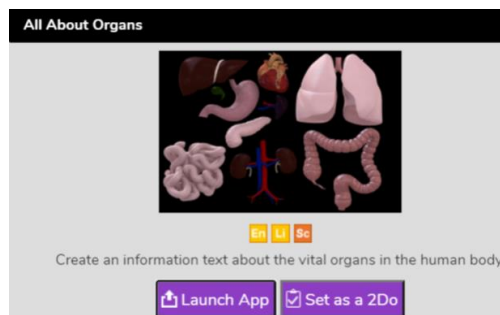 All About Organs
En Li Sc
Create an information text about the vital organs in the human body
Launch App Set as a 2Do